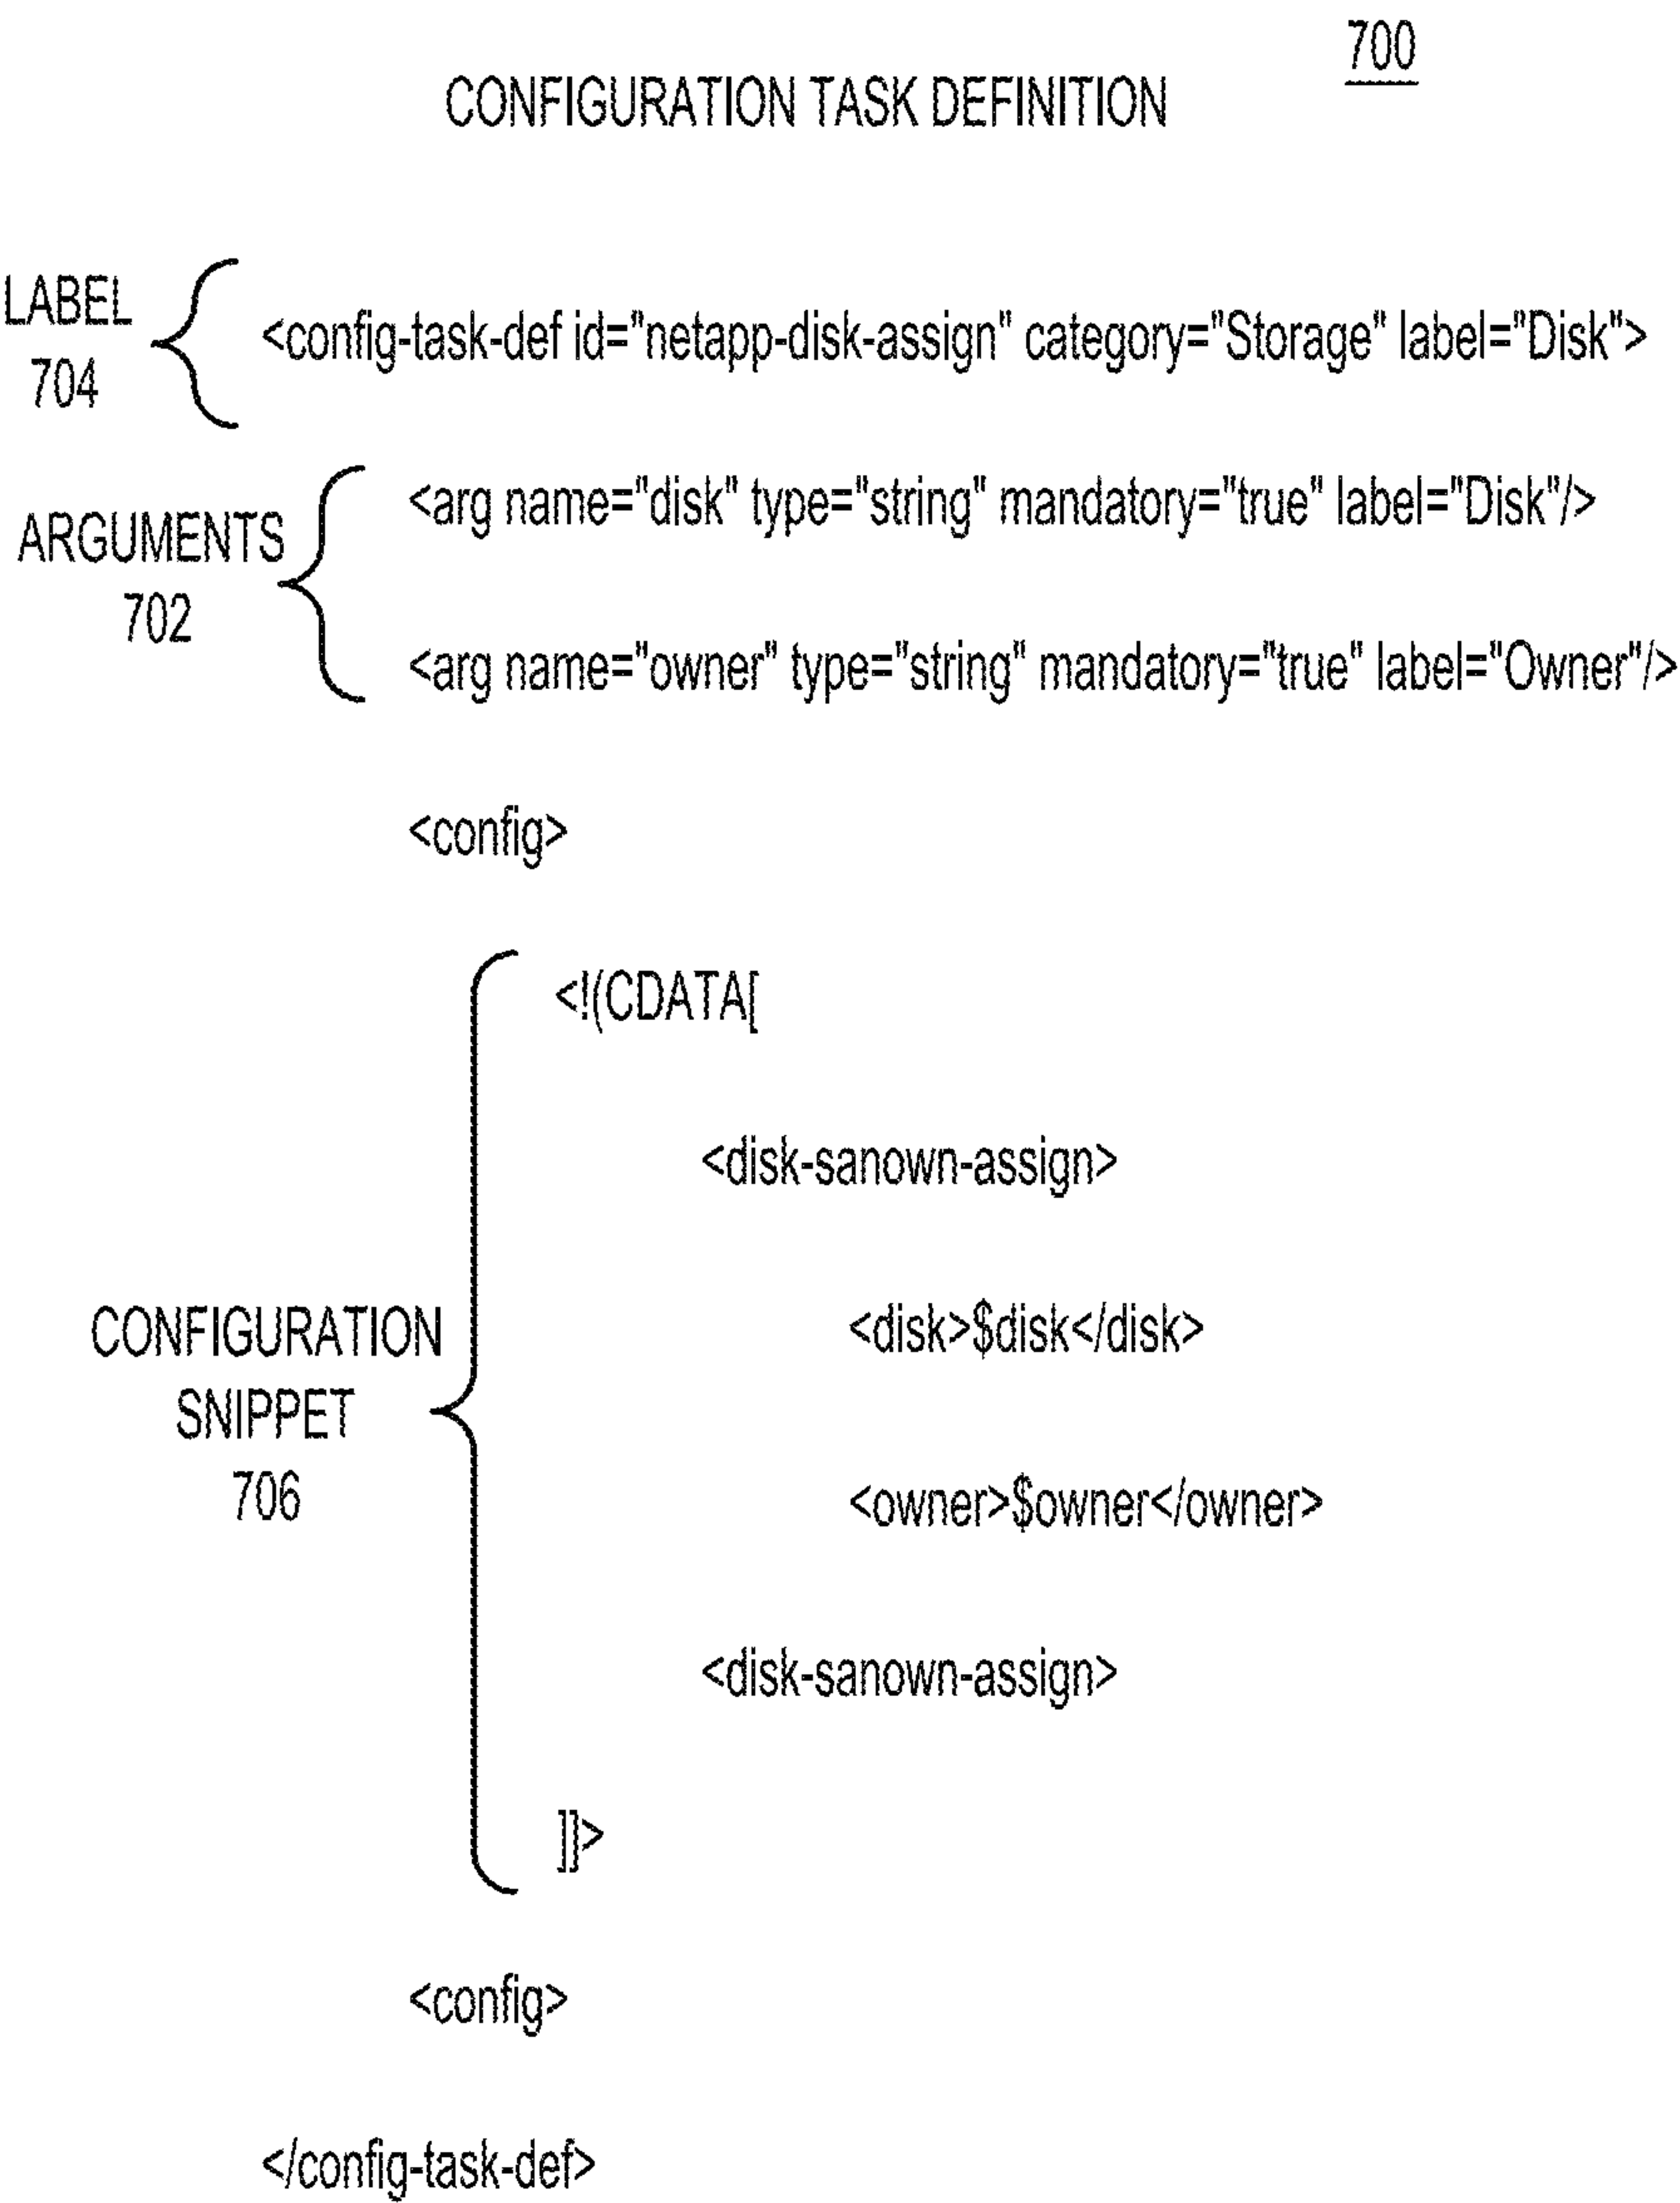 700
CONFIGURATION TASK DEFINITION
LABEL
704
<config-task-def id="netapp-disk-assign" category="Storage" label="Disk">
ARGUMENTS
702
<arg name="disk" type="string" mandatory="true" label="Disk"/>
<arg name="owner" type="string" mandatory="true" label="Owner"/>
<config>
CONFIGURATION
SNIPPET
706
<!(CDATA[
<disk-sanown-assign>
<disk>$disk</disk>
<owner>$owner</owner>
<disk-sanown-assign>
]]>
<config>
</config-task-def>